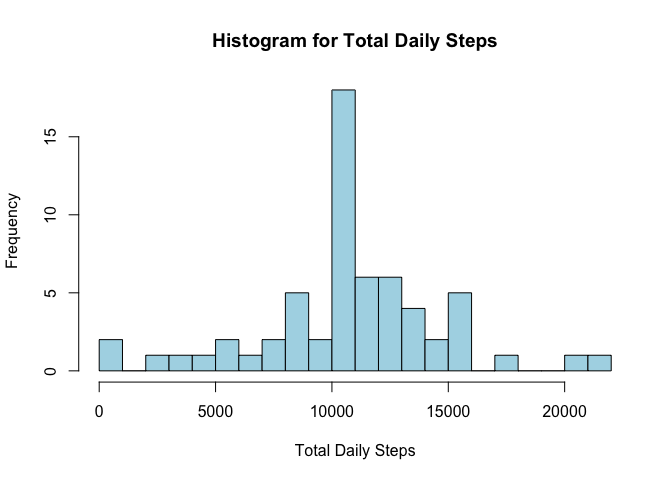 Histogram for Total Daily Steps
Frequency
15
10
5
0
0 5000 10000 15000 20000
Total Daily Steps